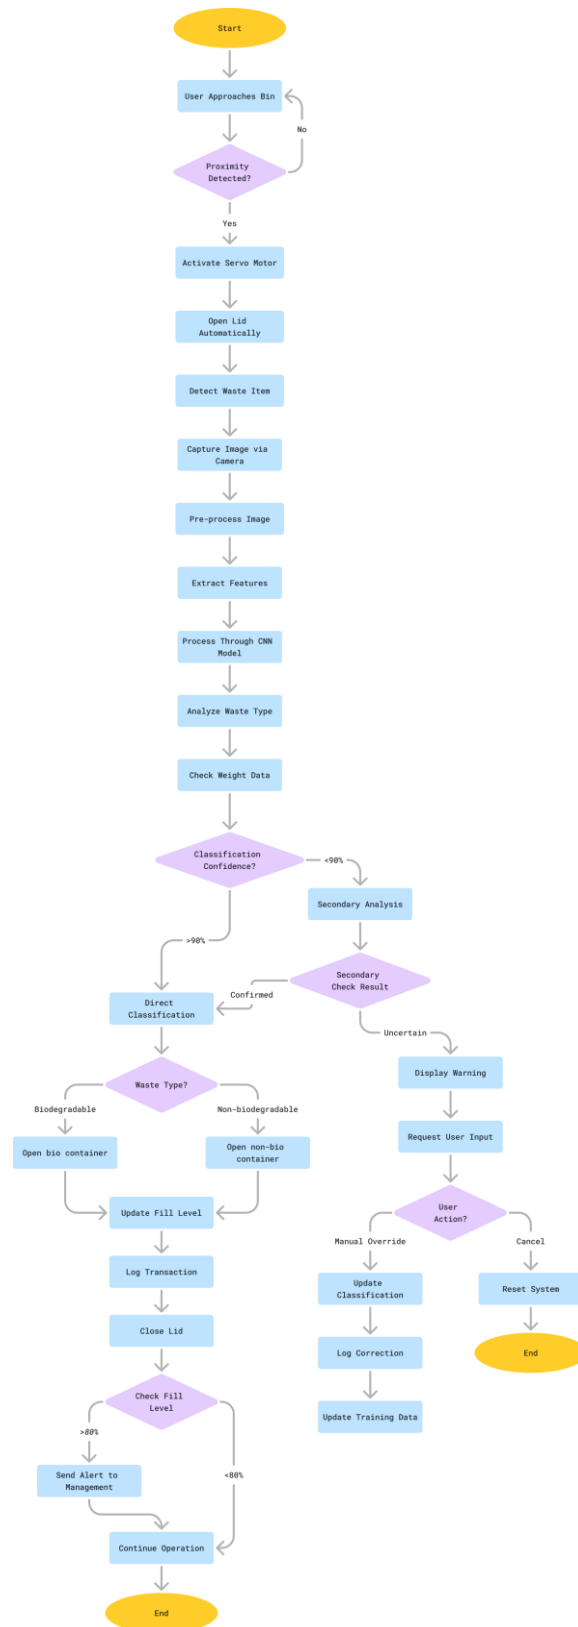 Start
User Approaches Bin
No
Proximity
Detected?
Yes
Activate Servo Motor
Open Lid
Automatically
Detect Waste Item
Capture Image via
Camera
Pre-process Image
Extract Features
Process Through CNN
Model
Analyze Waste Type
Check Weight Data
Classification
Confidence?
<90%
Secondary Analysis
>90%
Secondary
Check Result
Confirmed
Direct
Classification
Uncertain
Display Warning
Waste Type?
Biodegradable
Non-biodegradable
Request User Input
Open bio container
Open non-bio
container
User
Action?
Update Fill Level
Manual Override
Cancel
Log Transaction
Update
Classification
Reset System
Close Lid
Log Correction
End
Check Fill
Level
Update Training Data
>80%
<80%
Send Alert to
Management
Continue Operation
End